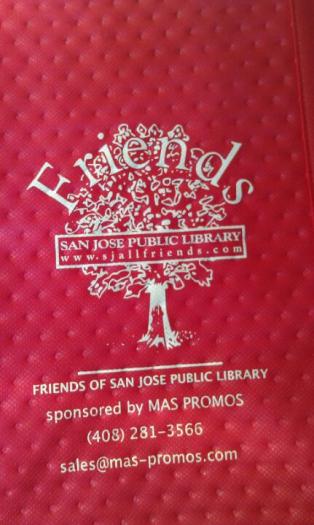 Friends
SAN JOSE PUBLIC LIBRARY
www.sjallfriends.com
FRIENDS OF SAN JOSE PUBLIC LIBRARY
sponsored by MAS PROMOS
(408) 281-3566
sales@mas-promos.com